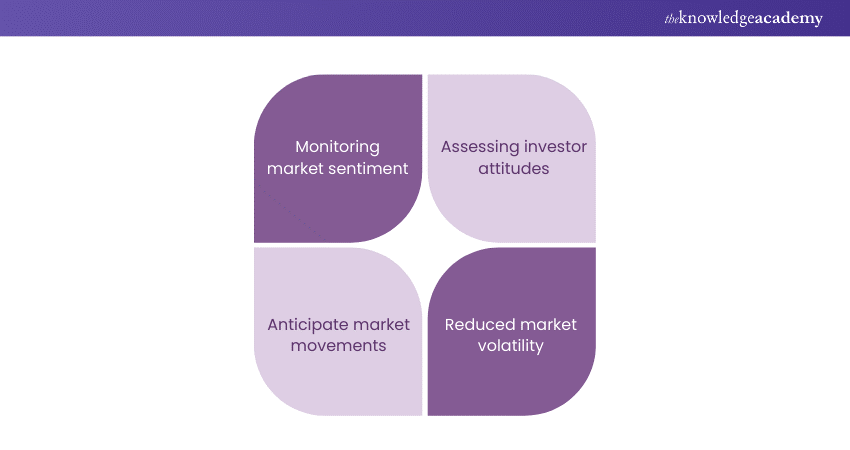 theknowledgeacademy
Monitoring
market sentiment
Assessing investor
attitudes
Anticipate market
movements
Reduced market
volatility